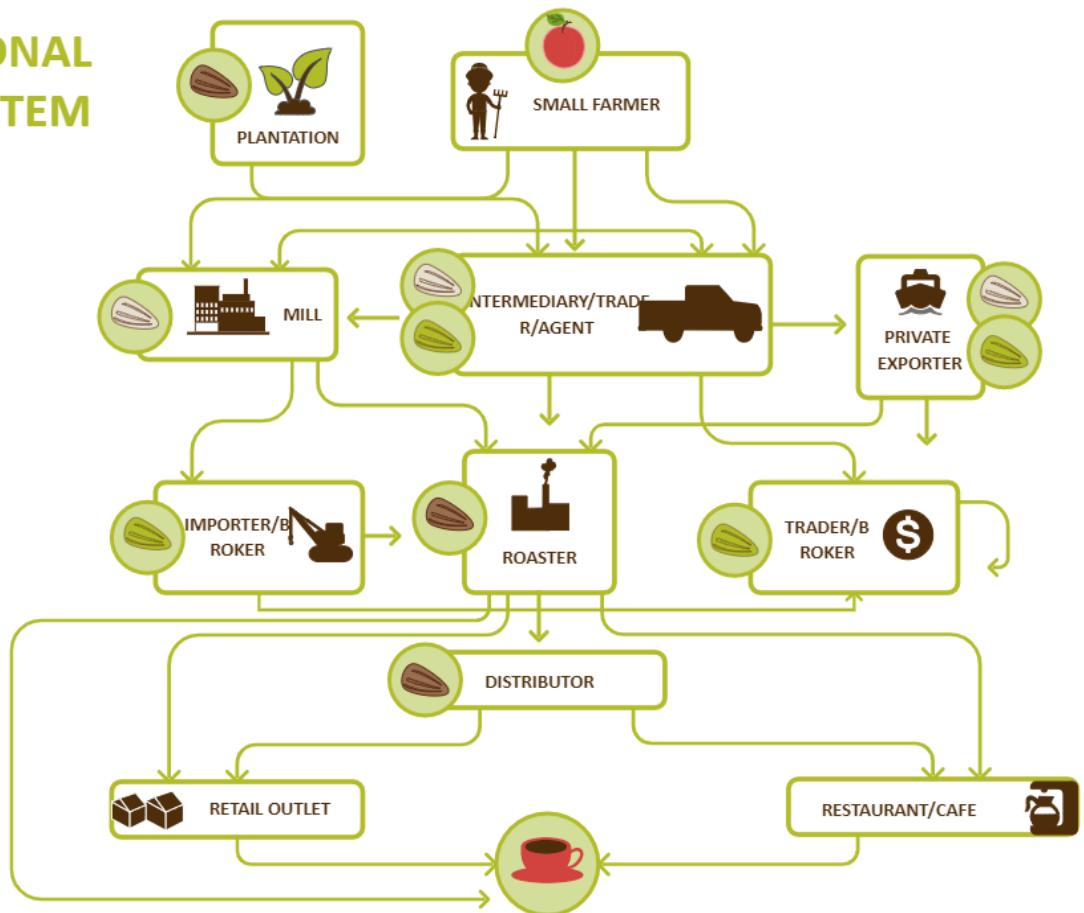 ONAL
TEM
PLANTATION
SMALL FARMER
MILL
NTERMEDIARY/TRADE
R/AGENT
PRIVATE
EXPORTER
IMPORTER/B
ROKER
ROASTER
TRADER/B
ROKER
$
DISTRIBUTOR
RETAIL OUTLET
RESTAURANT/CAFE